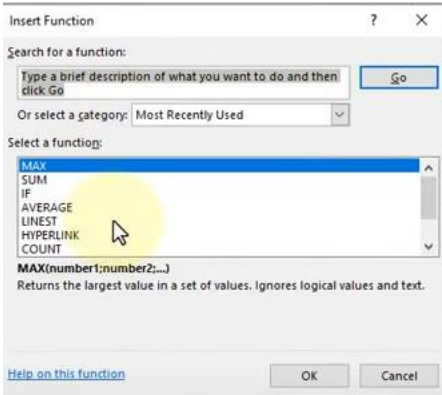 Insert Function ? ×
Search for a function:
Type a brief description of what you want to do and then
click Go
Go
Or select a category: Most Recently Used
Select a function:
MAX
SUM
IF
AVERAGE
LINEST
HYPERLINK
COUNT
MAX(number1;number2;...)
Returns the largest value in a set of values. Ignores logical values and text.
Help on this function
OK
Cancel